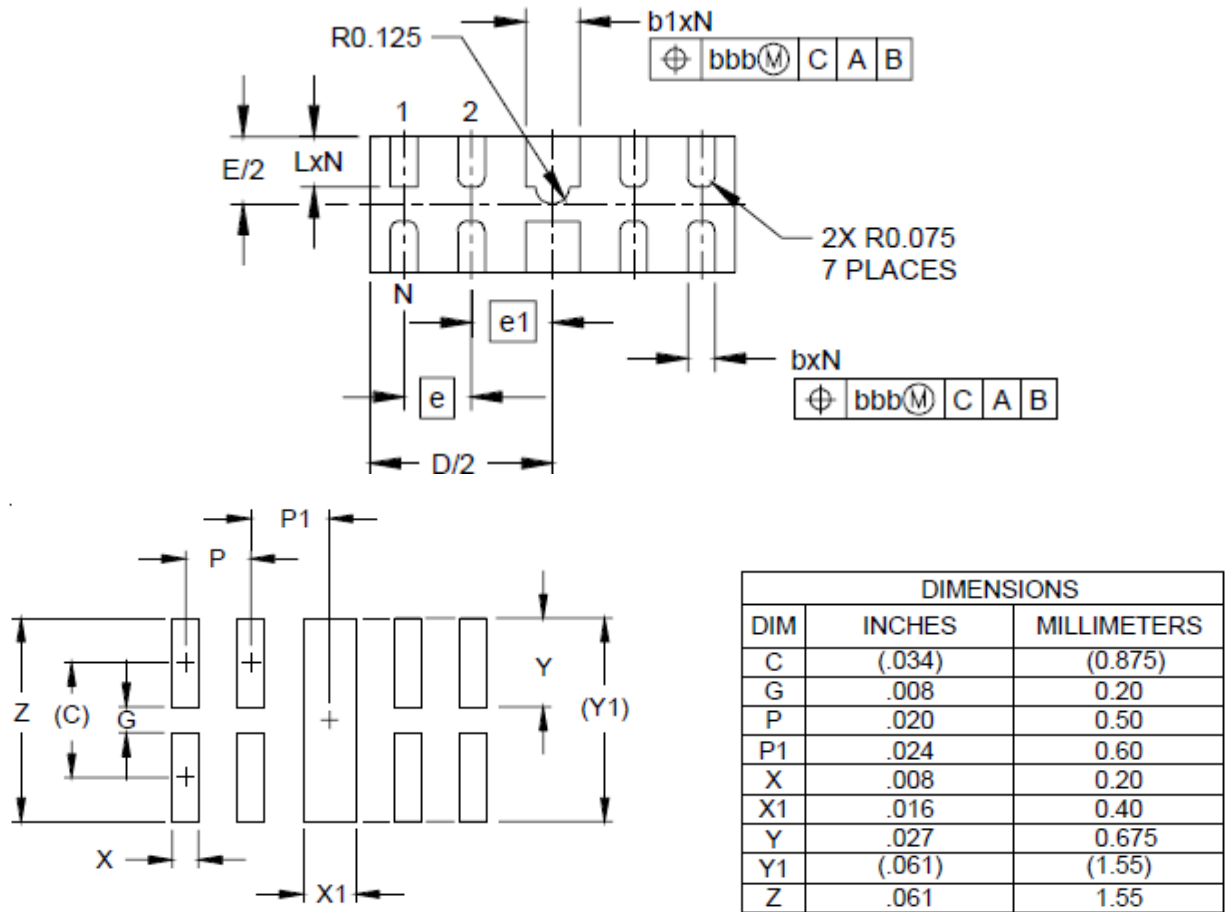 b1xN
R0.125
⌖ bbbⓂ C A B
1 2
E/2
LxN
2X R0.075
7 PLACES
N
e1
bxN
e
⌖ bbbⓂ C A B
D/2
P1
P
Z
(C)
G
Y
(Y1)
X
X1
DIMENSIONS
DIM INCHES MILLIMETERS
C (.034) (0.875)
G .008 0.20
P .020 0.50
P1 .024 0.60
X .008 0.20
X1 .016 0.40
Y .027 0.675
Y1 (.061) (1.55)
Z .061 1.55